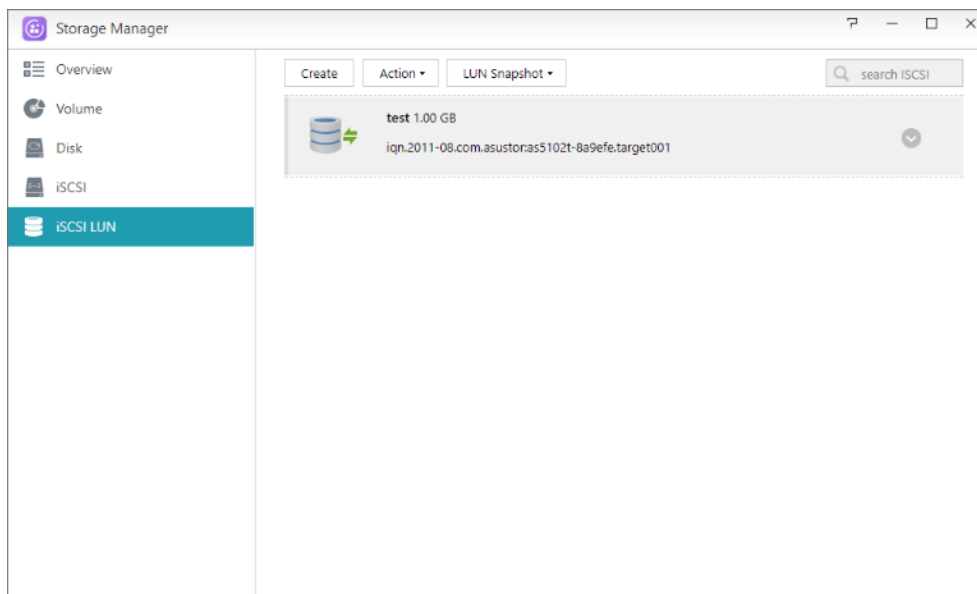 Storage Manager
Overview
Volume
Disk
iSCSI
iSCSI LUN
Create Action LUN Snapshot search iSCSI
test 1.00 GB
iqn.2011-08.com.asustor:as5102t-8a9efe.target001